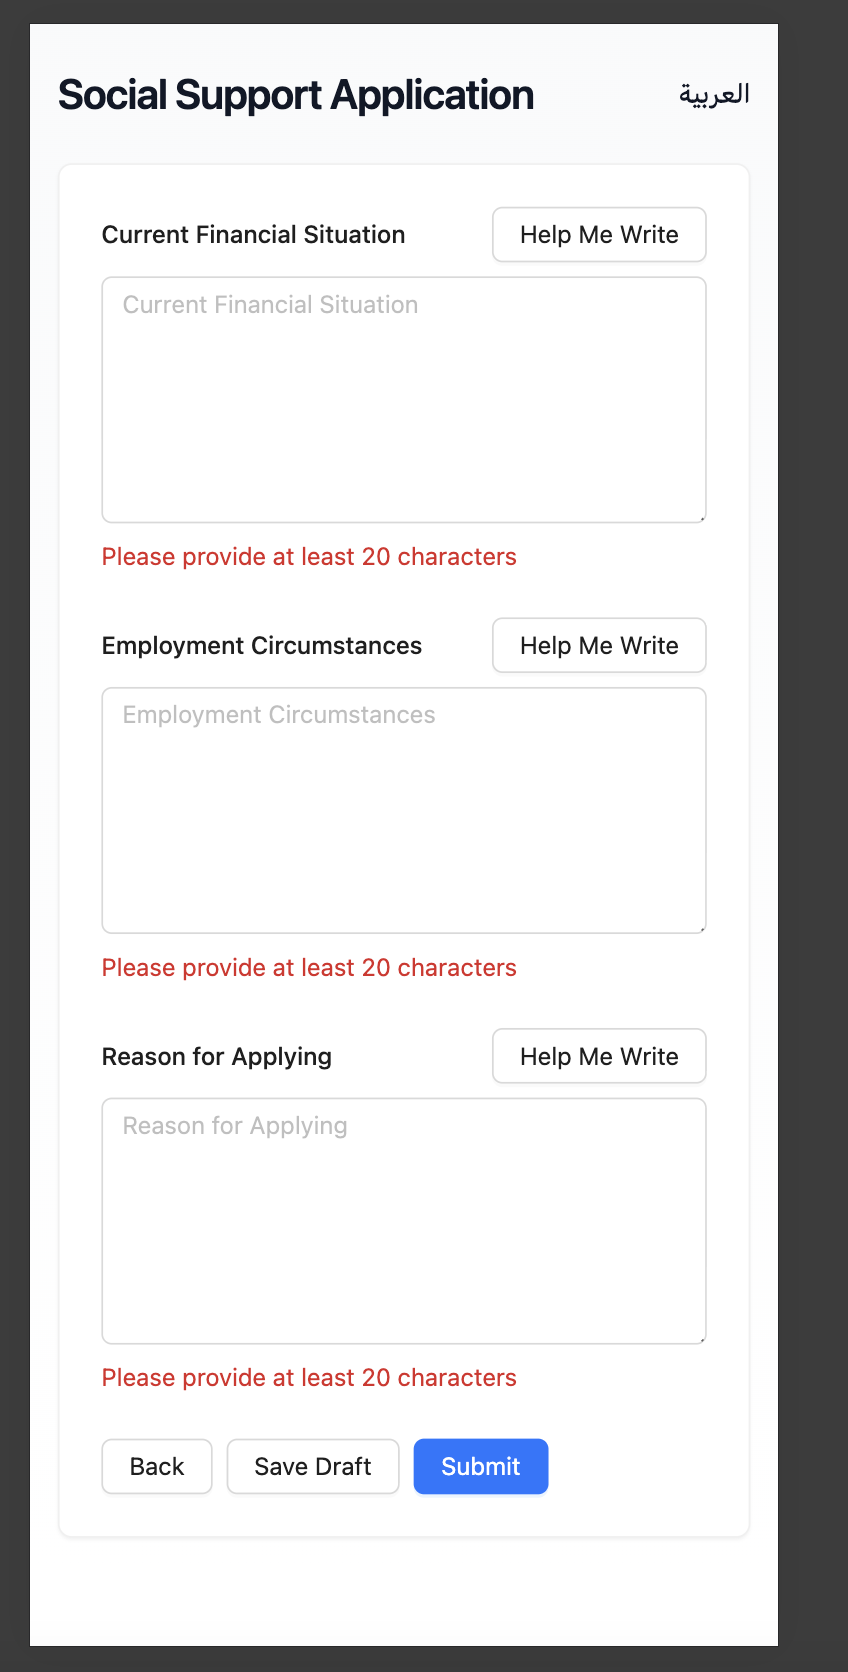 Social Support Application
العربية
Current Financial Situation
Help Me Write
Current Financial Situation
Please provide at least 20 characters
Employment Circumstances
Help Me Write
Employment Circumstances
Please provide at least 20 characters
Reason for Applying
Help Me Write
Reason for Applying
Please provide at least 20 characters
Back
Save Draft
Submit